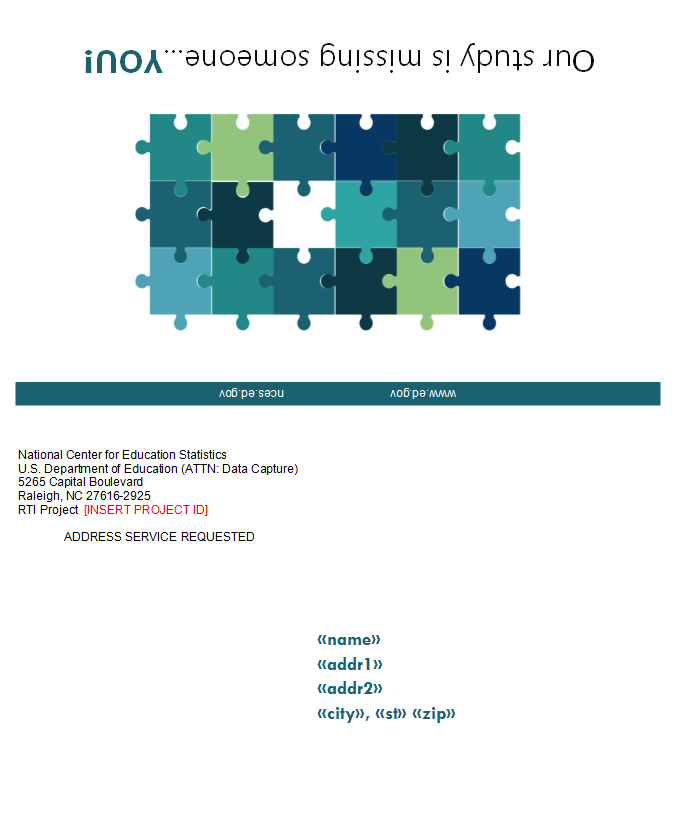 Our study is missing someone...YOU!
www.ed.gov nces.ed.gov
National Center for Education Statistics
U.S. Department of Education (ATTN: Data Capture)
5265 Capital Boulevard
Raleigh, NC 27616-2925
RTI Project [INSERT PROJECT ID]
ADDRESS SERVICE REQUESTED
«name»
«addr1»
«addr2»
«city», «st» «zip»